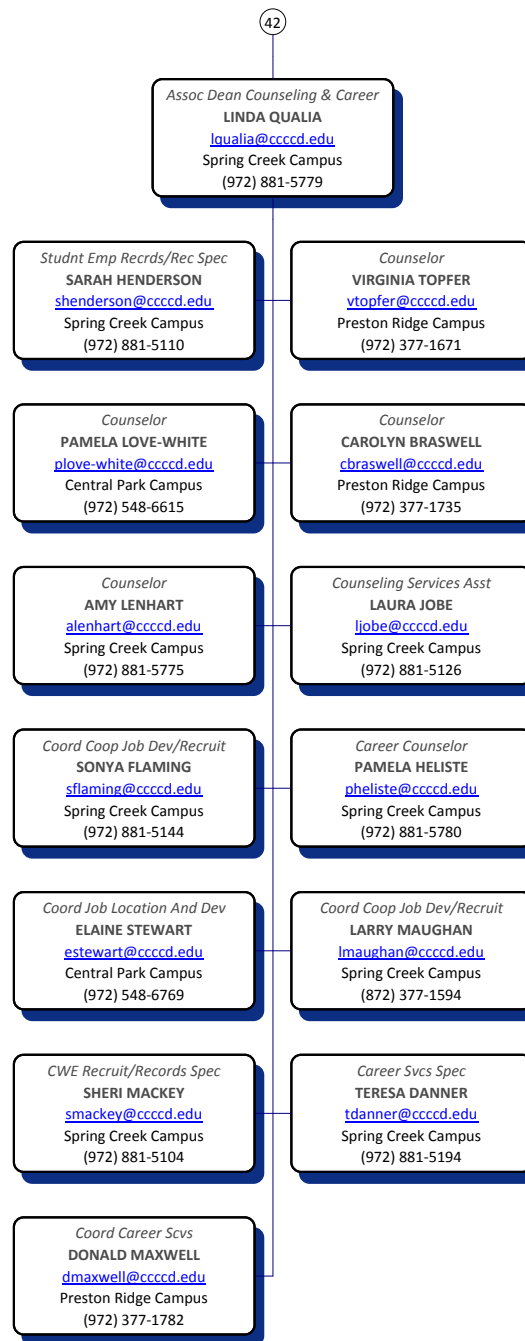 42
Assoc Dean Counseling & Career
LINDA QUALIA
lqualia@ccccd.edu
Spring Creek Campus
(972) 881-5779
Studnt Emp Recrds/Rec Spec
SARAH HENDERSON
shenderson@ccccd.edu
Spring Creek Campus
(972) 881-5110
Counselor
VIRGINIA TOPFER
vtopfer@ccccd.edu
Preston Ridge Campus
(972) 377-1671
Counselor
PAMELA LOVE-WHITE
plove-white@ccccd.edu
Central Park Campus
(972) 548-6615
Counselor
CAROLYN BRASWELL
cbraswell@ccccd.edu
Preston Ridge Campus
(972) 377-1735
Counselor
AMY LENHART
alenhart@ccccd.edu
Spring Creek Campus
(972) 881-5775
Counseling Services Asst
LAURA JOBE
ljobe@ccccd.edu
Spring Creek Campus
(972) 881-5126
Coord Coop Job Dev/Recruit
SONYA FLAMING
sflaming@ccccd.edu
Spring Creek Campus
(972) 881-5144
Career Counselor
PAMELA HELISTE
pheliste@ccccd.edu
Spring Creek Campus
(972) 881-5780
Coord Job Location And Dev
ELAINE STEWART
estewart@ccccd.edu
Central Park Campus
(972) 548-6769
Coord Coop Job Dev/Recruit
LARRY MAUGHAN
lmaughan@ccccd.edu
Spring Creek Campus
(872) 377-1594
CWE Recruit/Records Spec
SHERI MACKEY
smackey@ccccd.edu
Spring Creek Campus
(972) 881-5104
Career Svcs Spec
TERESA DANNER
tdanner@ccccd.edu
Spring Creek Campus
(972) 881-5194
Coord Career Scvs
DONALD MAXWELL
dmaxwell@ccccd.edu
Preston Ridge Campus
(972) 377-1782